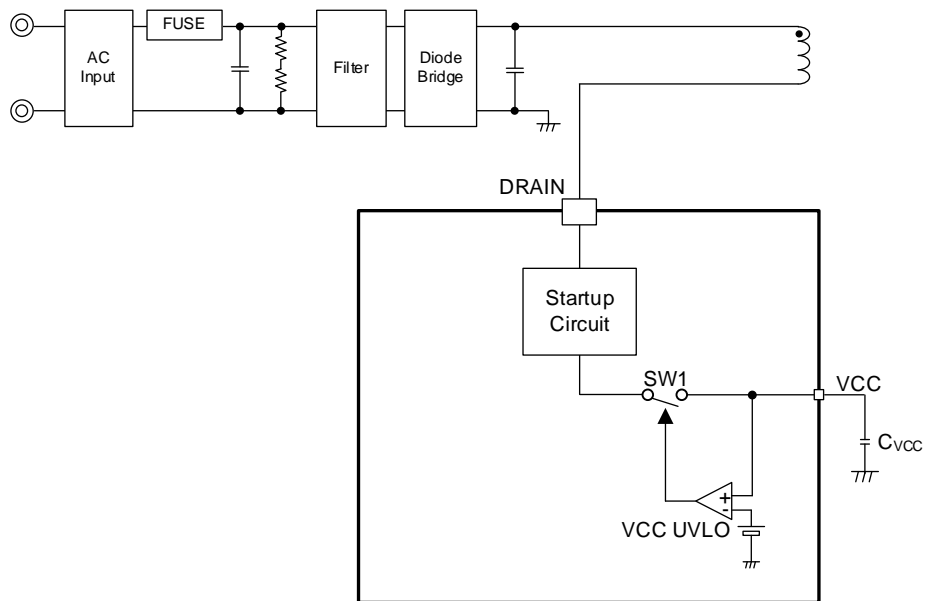 FUSE
AC
Input
Filter
Diode
Bridge
DRAIN
Startup
Circuit
SW1
VCC
CVCC
+
-
VCC UVLO